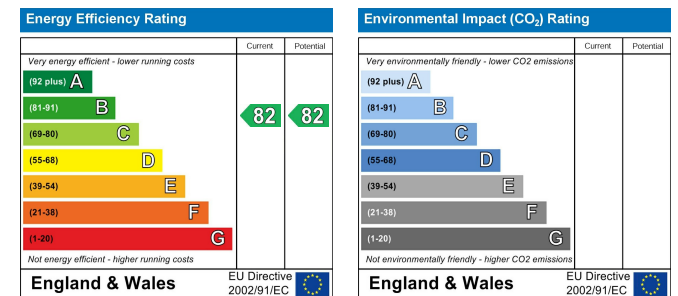 Energy Efficiency Rating
Current Potential
Very energy efficient - lower running costs
(92 plus) A
(81-91) B
82 82
(69-80) C
(55-68) D
(39-54) E
(21-38) F
(1-20) G
Not energy efficient - higher running costs
England & Wales
EU Directive
2002/91/EC
Environmental Impact (CO₂) Rating
Current Potential
Very environmentally friendly - lower CO2 emissions
(92 plus) A
(81-91) B
(69-80) C
(55-68) D
(39-54) E
(21-38) F
(1-20) G
Not environmentally friendly - higher CO2 emissions
England & Wales
EU Directive
2002/91/EC